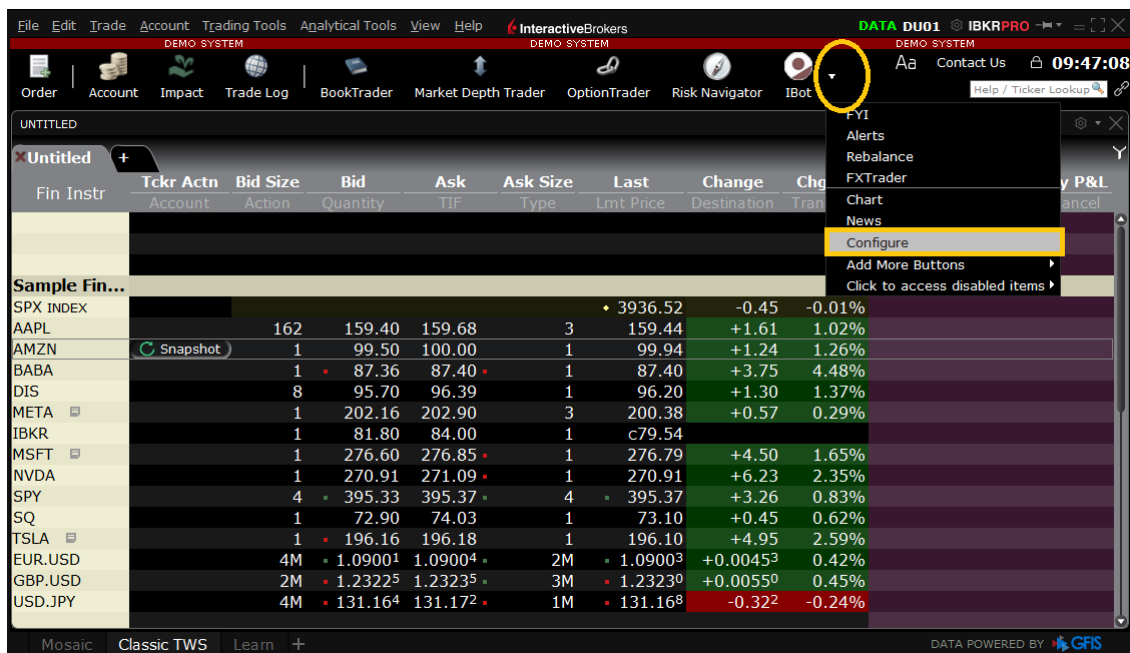 File Edit Trade Account Trading Tools Analytical Tools View Help InteractiveBrokers DATA DU01 IBKRPRO
DEMO SYSTEM DEMO SYSTEM DEMO SYSTEM
Order Account Impact Trade Log BookTrader Market Depth Trader OptionTrader Risk Navigator IBot Aa Contact Us 09:47:08
Help / Ticker Lookup
UNTITLED
Untitled +
Fin Instr Tckr Actn Bid Size Bid Ask Ask Size Last Change Chg y P&L
Account Action Quantity TIF Type Lmt Price Destination Tran ancel
FYI
Alerts
Rebalance
FXTrader
Chart
News
Configure
Add More Buttons
Click to access disabled items
Sample Fin...
SPX INDEX 3936.52 -0.45 -0.01%
AAPL 162 159.40 159.68 3 159.44 +1.61 1.02%
AMZN Snapshot 1 99.50 100.00 1 99.94 +1.24 1.26%
BABA 1 87.36 87.40 1 87.40 +3.75 4.48%
DIS 8 95.70 96.39 1 96.20 +1.30 1.37%
META 1 202.16 202.90 3 200.38 +0.57 0.29%
IBKR 1 81.80 84.00 1 c79.54
MSFT 1 276.60 276.85 1 276.79 +4.50 1.65%
NVDA 1 270.91 271.09 1 270.91 +6.23 2.35%
SPY 4 395.33 395.37 4 395.37 +3.26 0.83%
SQ 1 72.90 74.03 1 73.10 +0.45 0.62%
TSLA 1 196.16 196.18 1 196.10 +4.95 2.59%
EUR.USD 4M 1.0900¹ 1.0900⁴ 2M 1.0900³ +0.0045³ 0.42%
GBP.USD 2M 1.2322⁵ 1.2323⁵ 3M 1.2323⁰ +0.0055⁰ 0.45%
USD.JPY 4M 131.16⁴ 131.17² 1M 131.16⁸ -0.32² -0.24%
Mosaic Classic TWS Learn + DATA POWERED BY GFIS